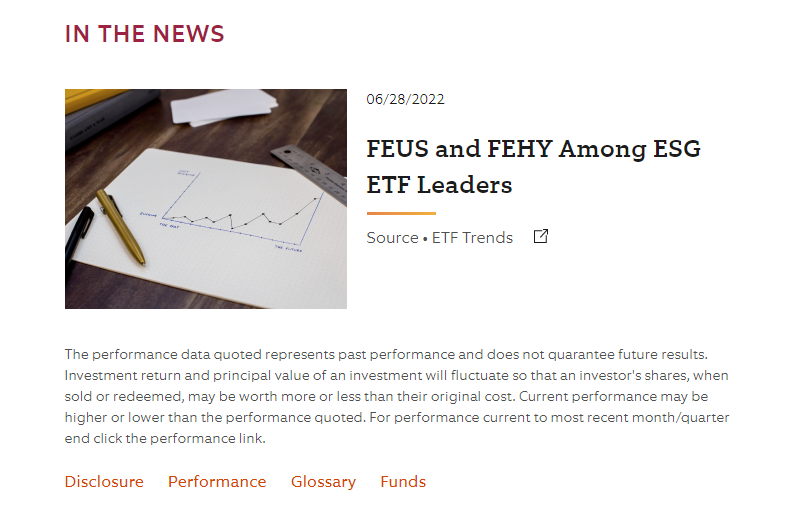 IN THE NEWS
06/28/2022
FEUS and FEHY Among ESG
ETF Leaders
Source • ETF Trends
THE PAST
THE FUTURE
The performance data quoted represents past performance and does not quarantee future results.
Investment return and principal value of an investment will fluctuate so that an investor's shares, when
sold or redeemed, may be worth more or less than their original cost. Current performance may be
higher or lower than the performance quoted. For performance current to most recent month/quarter
end click the performance link.
Disclosure Performance Glossary Funds